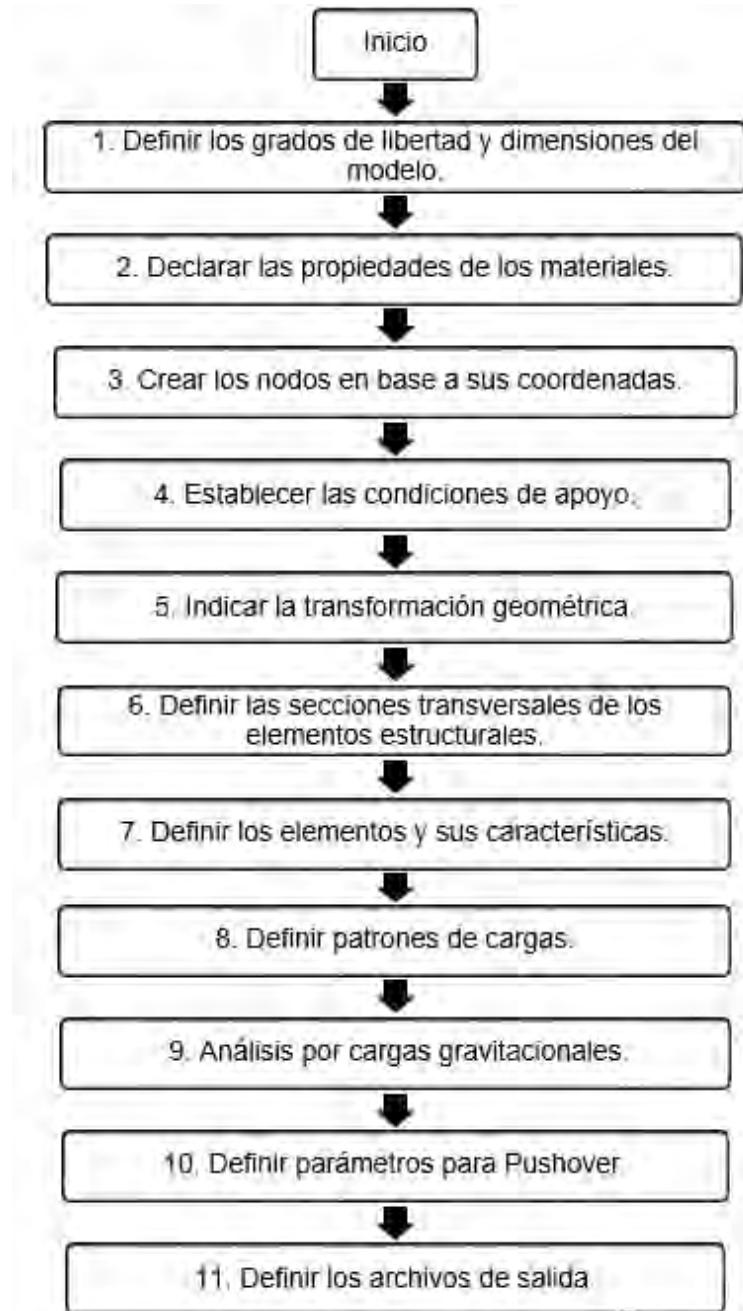 Inicio
1. Definir los grados de libertad y dimensiones del
modelo.
2. Declarar las propiedades de los materiales.
3. Crear los nodos en base a sus coordenadas.
4. Establecer las condiciones de apoyo.
5. Indicar la transformación geométrica.
6. Definir las secciones transversales de los
elementos estructurales.
7. Definir los elementos y sus características.
8. Definir patrones de cargas.
9. Análisis por cargas gravitacionales.
10. Definir parámetros para Pushover
11. Definir los archivos de salida